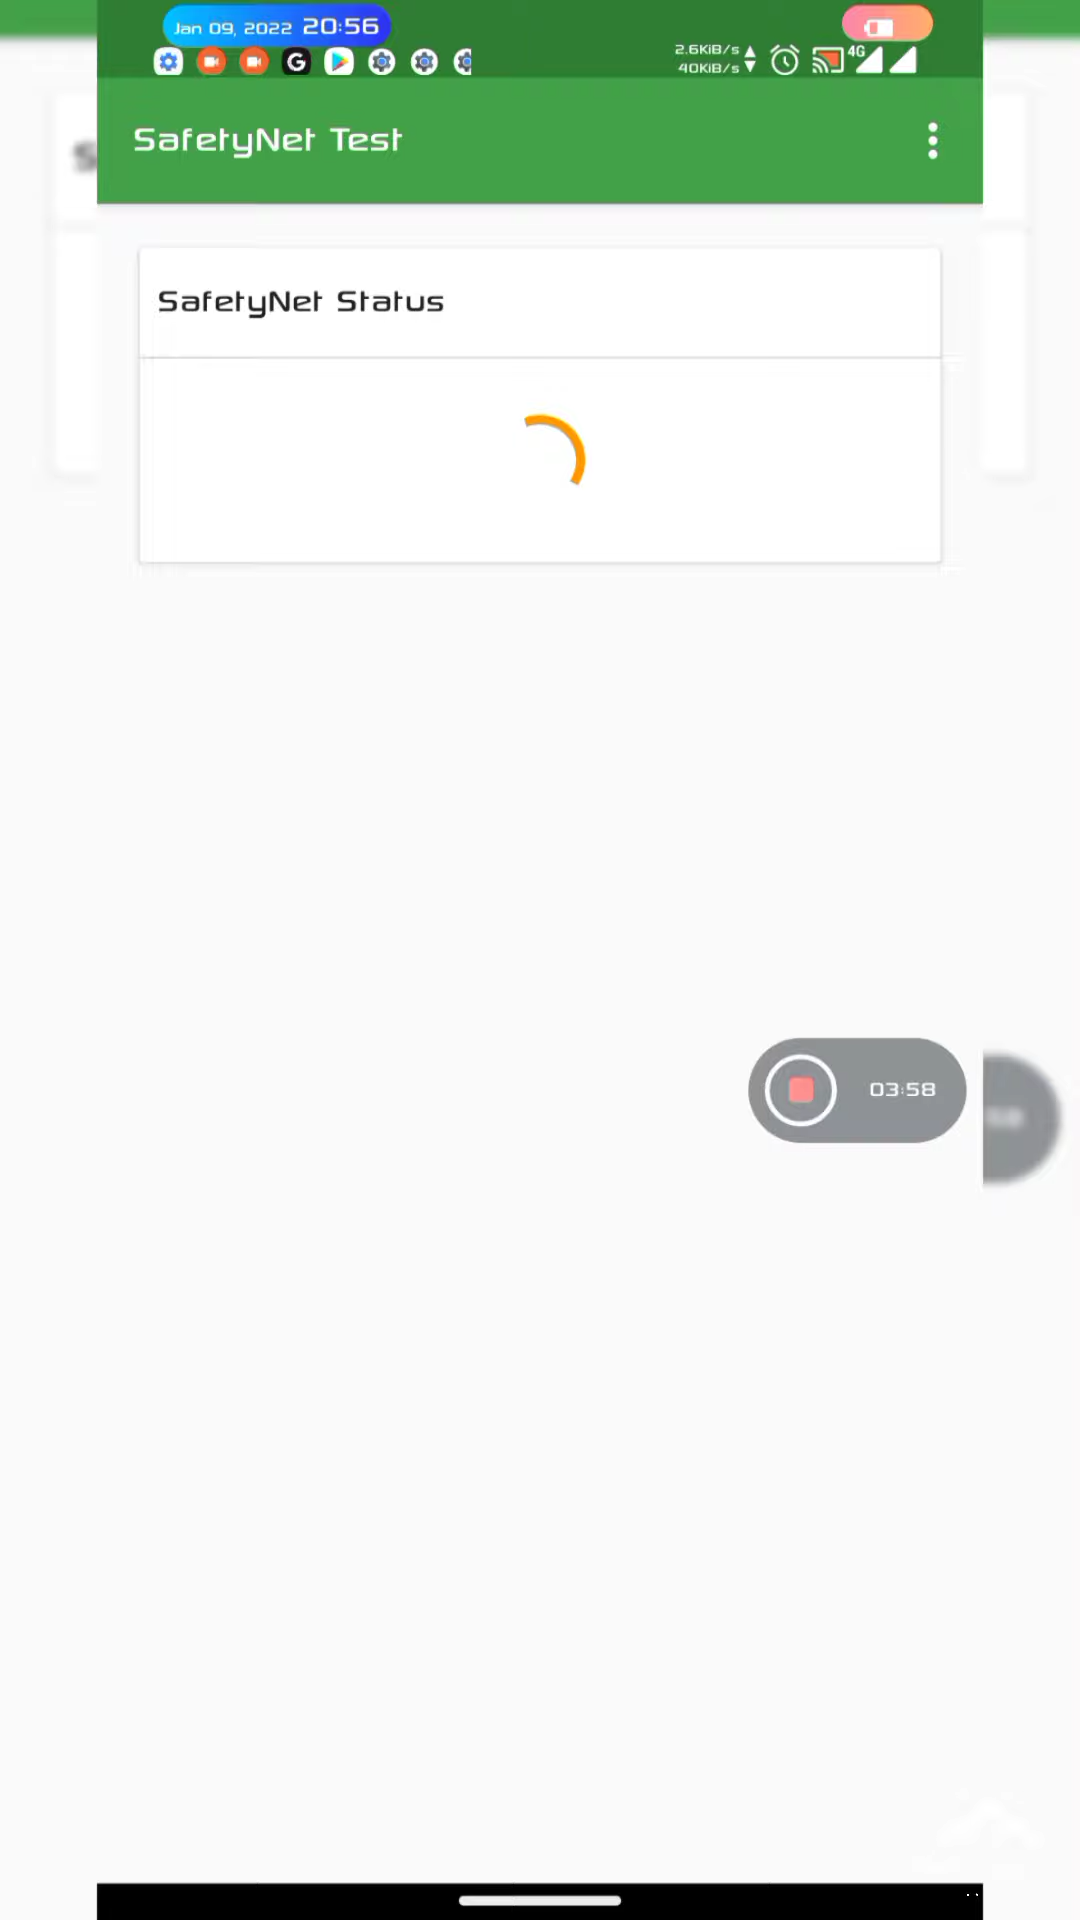 Jan 09, 2022 20:56
2.6KiB/s
40KiB/s
4G
SafetyNet Test
SafetyNet Status
03:58